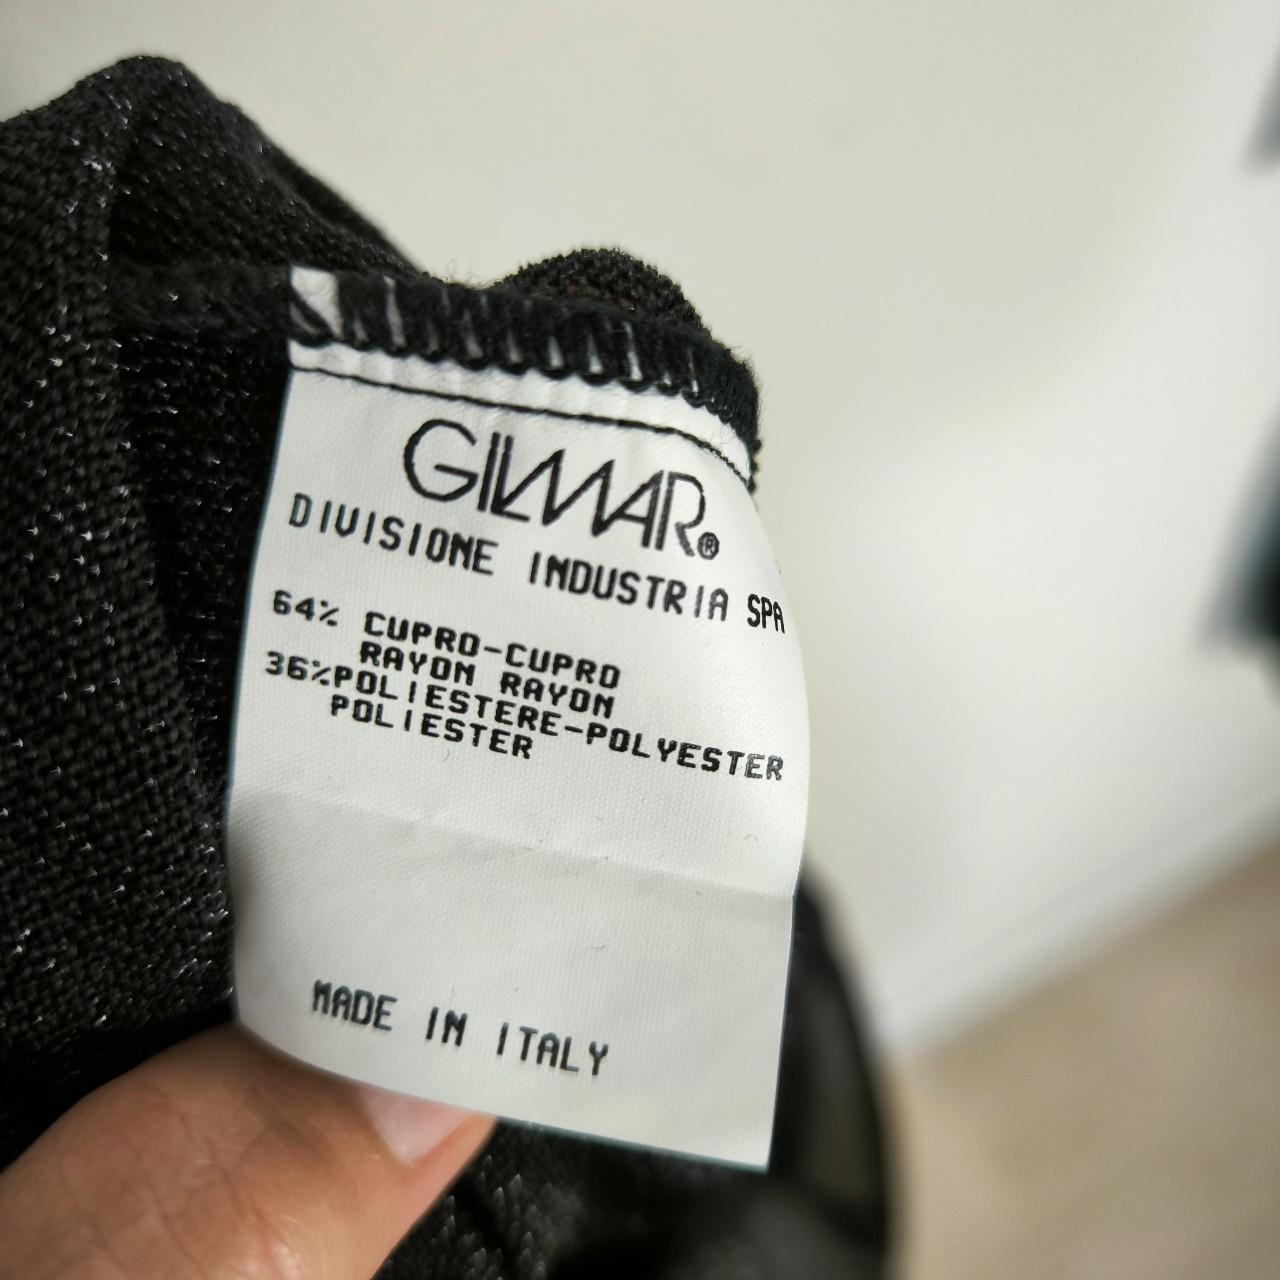 GILMAR®
DIVISIONE INDUSTRIA SPA
64% CUPRO-CUPRO
RAYON RAYON
36%POLIESTERE-POLYESTER
POLIESTER
MADE IN ITALY